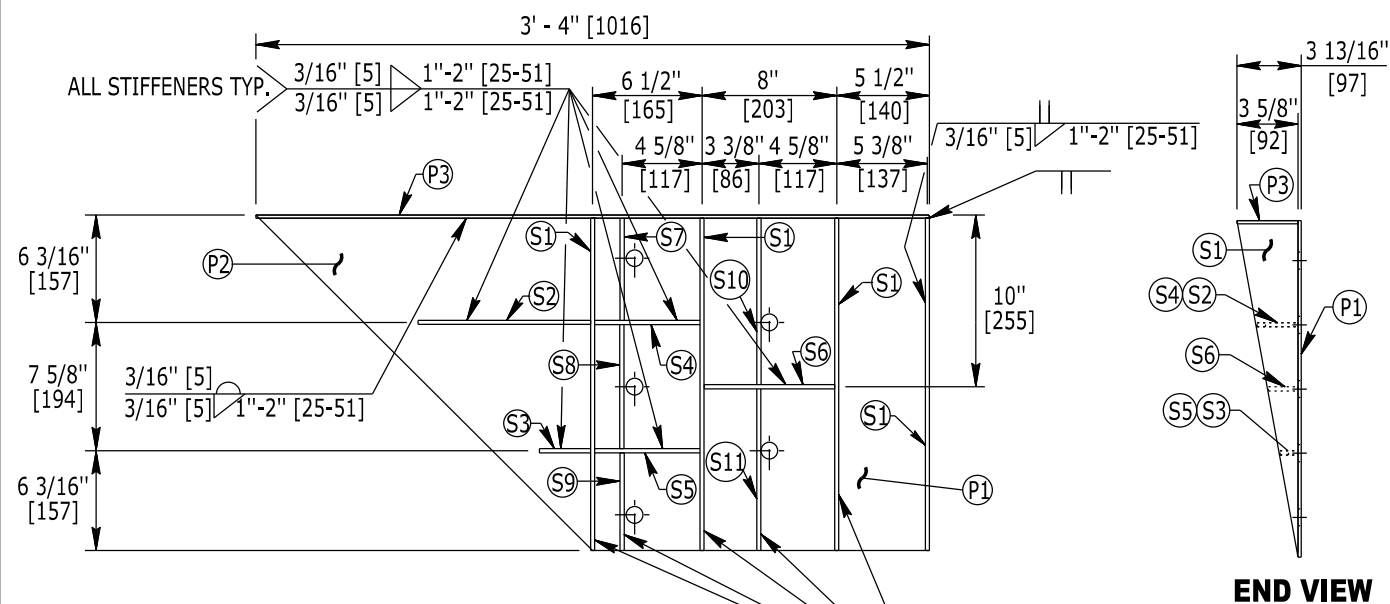 3' - 4" [1016]
3 13/16"
[97]
ALL STIFFENERS TYP.
3/16" [5]
1"-2" [25-51]
3/16" [5]
1"-2" [25-51]
6 1/2"
[165]
8"
[203]
5 1/2"
[140]
3 5/8"
[92]
4 5/8"
[117]
3 3/8"
[86]
4 5/8"
[117]
5 3/8"
[137]
3/16" [5]
1"-2" [25-51]
P3
P3
S1
S7
S1
S1
6 3/16"
[157]
P2
S10
S1
S2
10"
[255]
S4
S2
P1
S8
S4
S6
S6
7 5/8"
[194]
3/16" [5]
3/16" [5]
1"-2" [25-51]
S3
S1
S5
S3
6 3/16"
[157]
S9
S5
S11
P1
END VIEW